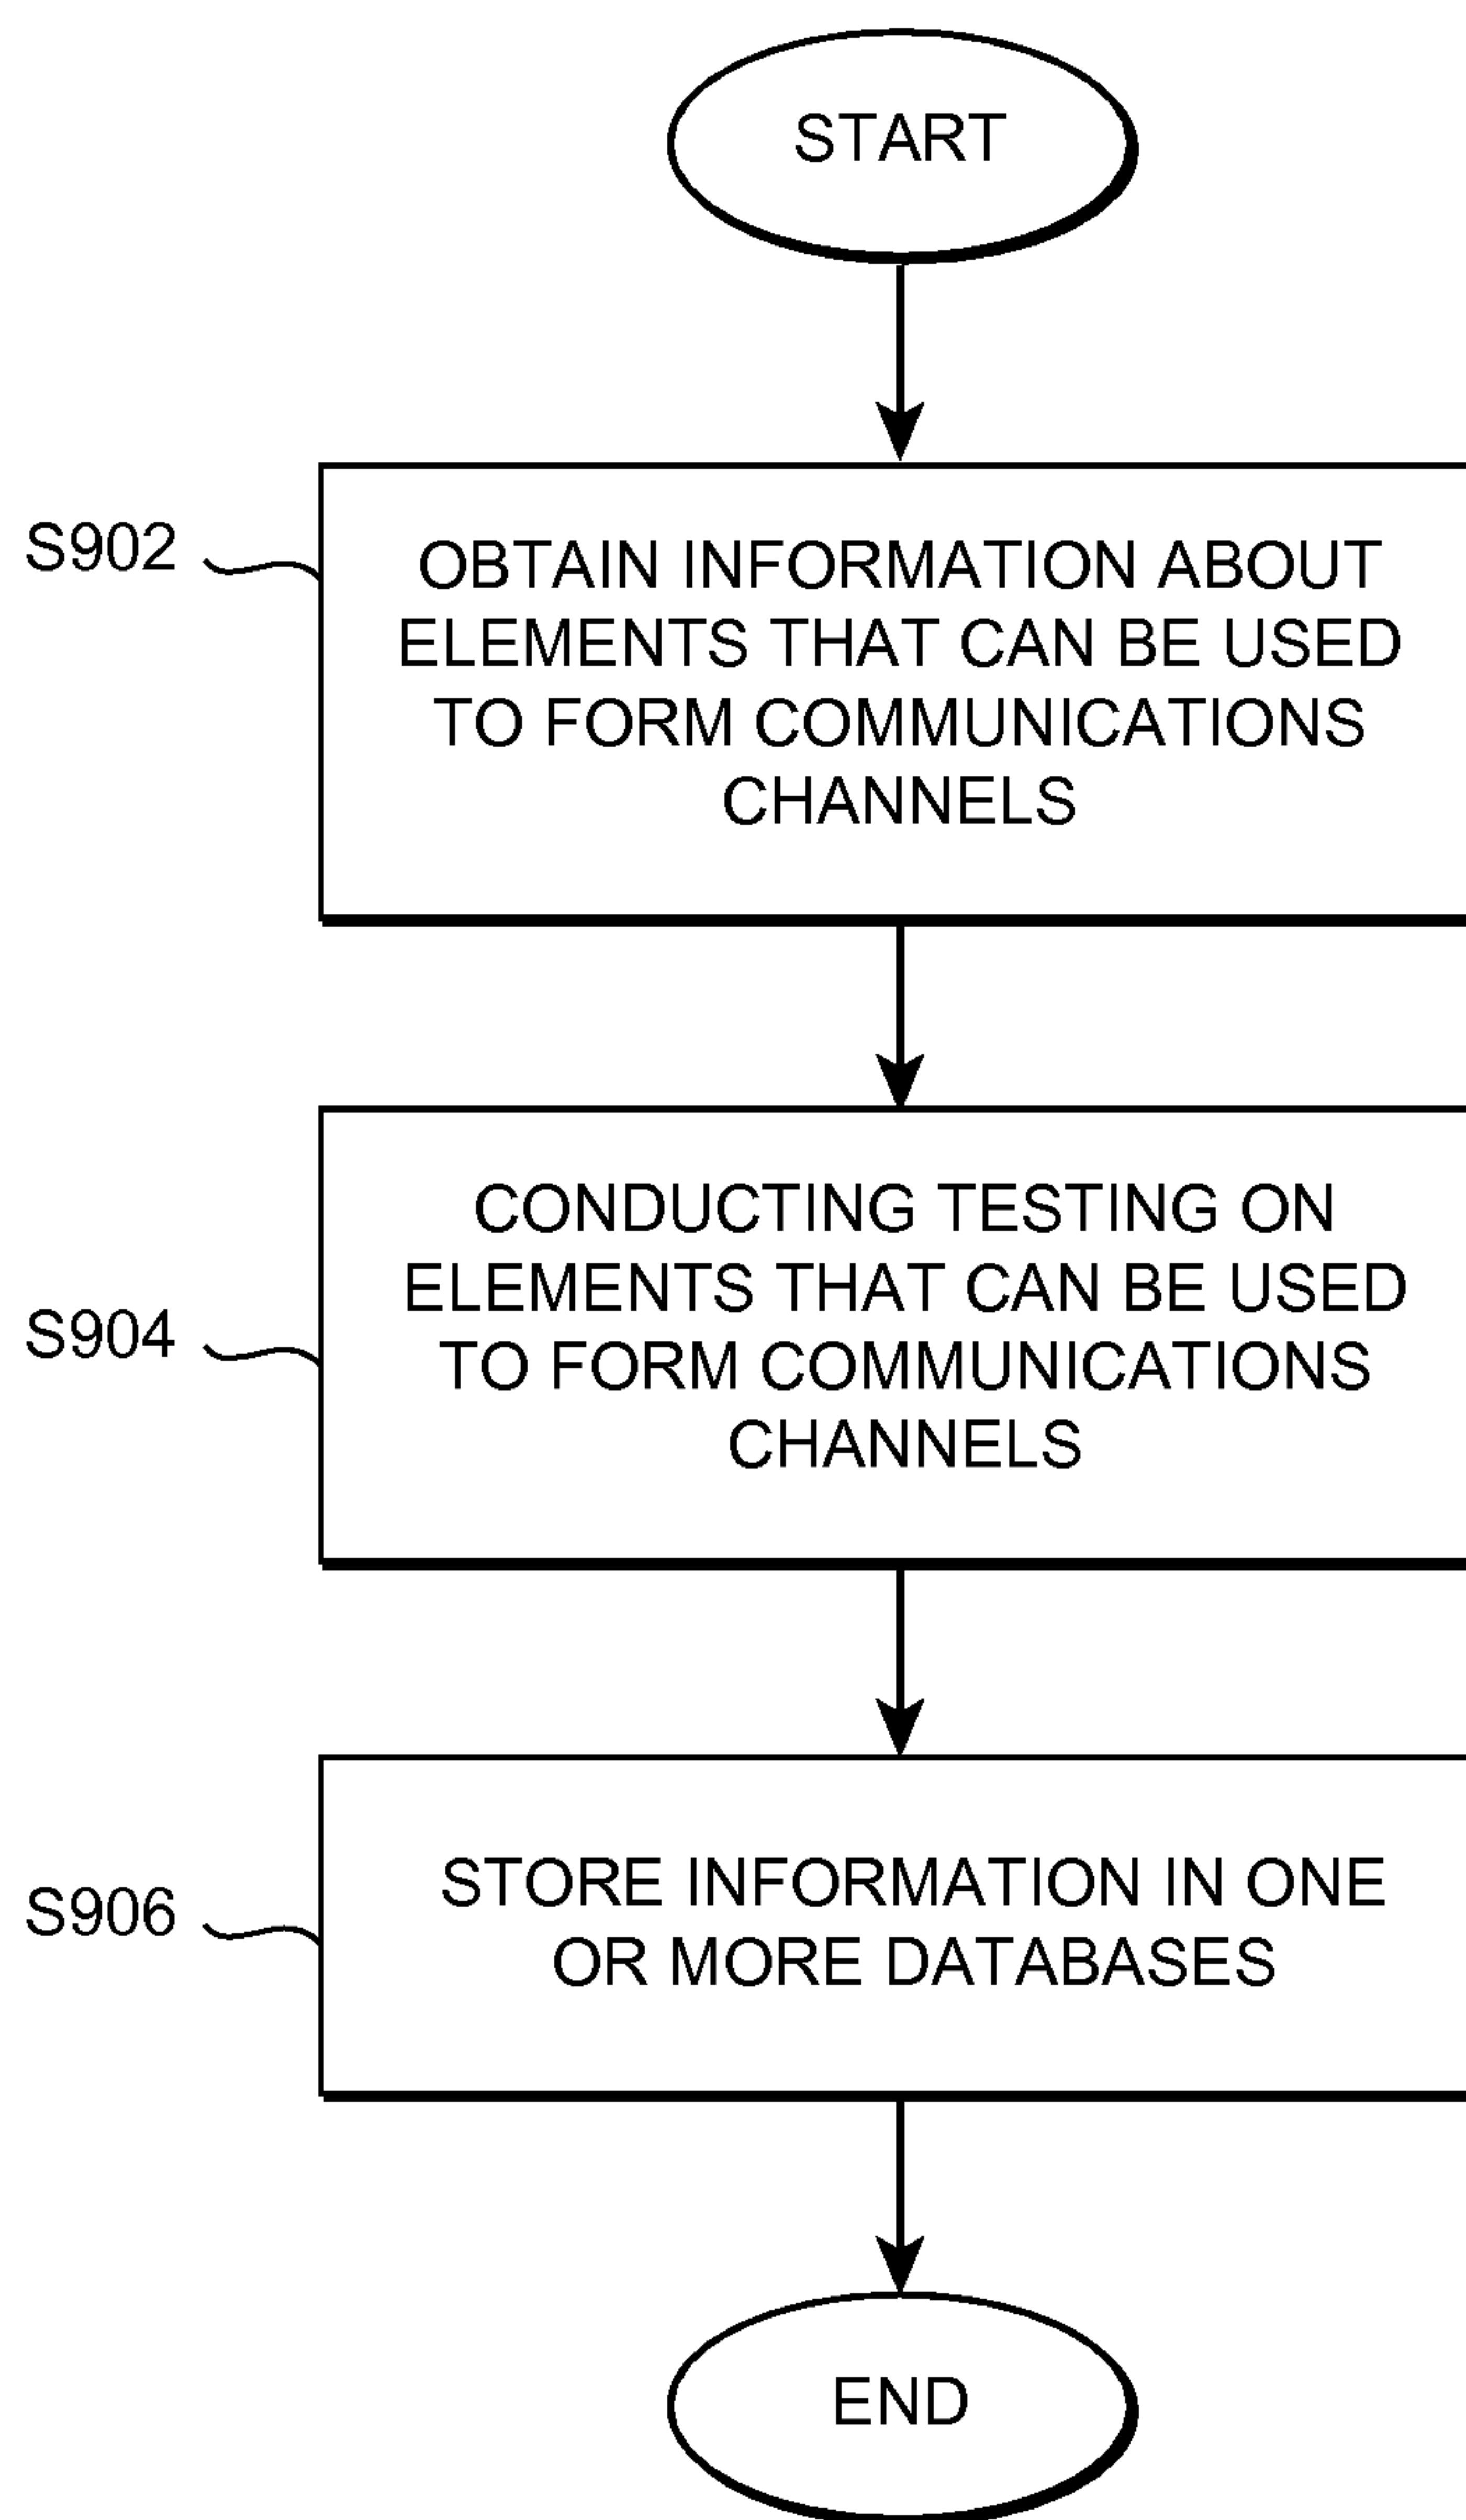 START
S902
OBTAIN INFORMATION ABOUT
ELEMENTS THAT CAN BE USED
TO FORM COMMUNICATIONS
CHANNELS
CONDUCTING TESTING ON
ELEMENTS THAT CAN BE USED
S904
TO FORM COMMUNICATIONS
CHANNELS
STORE INFORMATION IN ONE
S906
OR MORE DATABASES
END